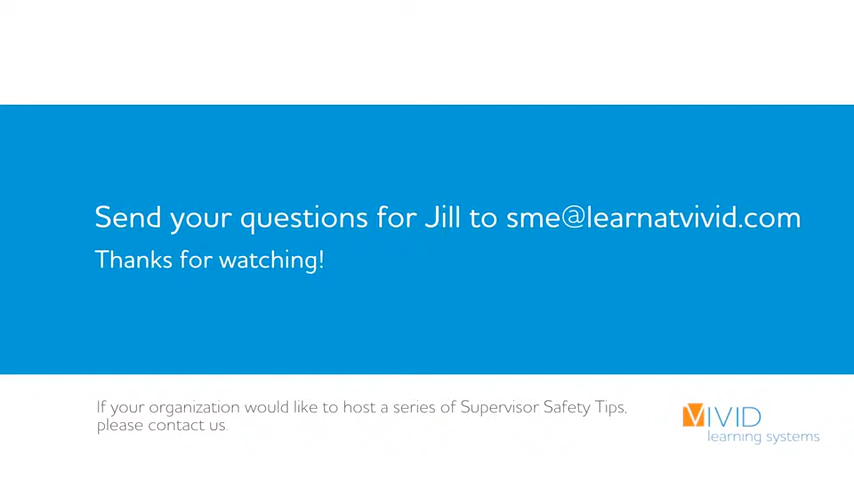 Send your questions for Jill to sme@learnatvivid.com
Thanks for watching!
If your organization would like to host a series of Supervisor Safety Tips,
please contact us.
VIVID
learning systems